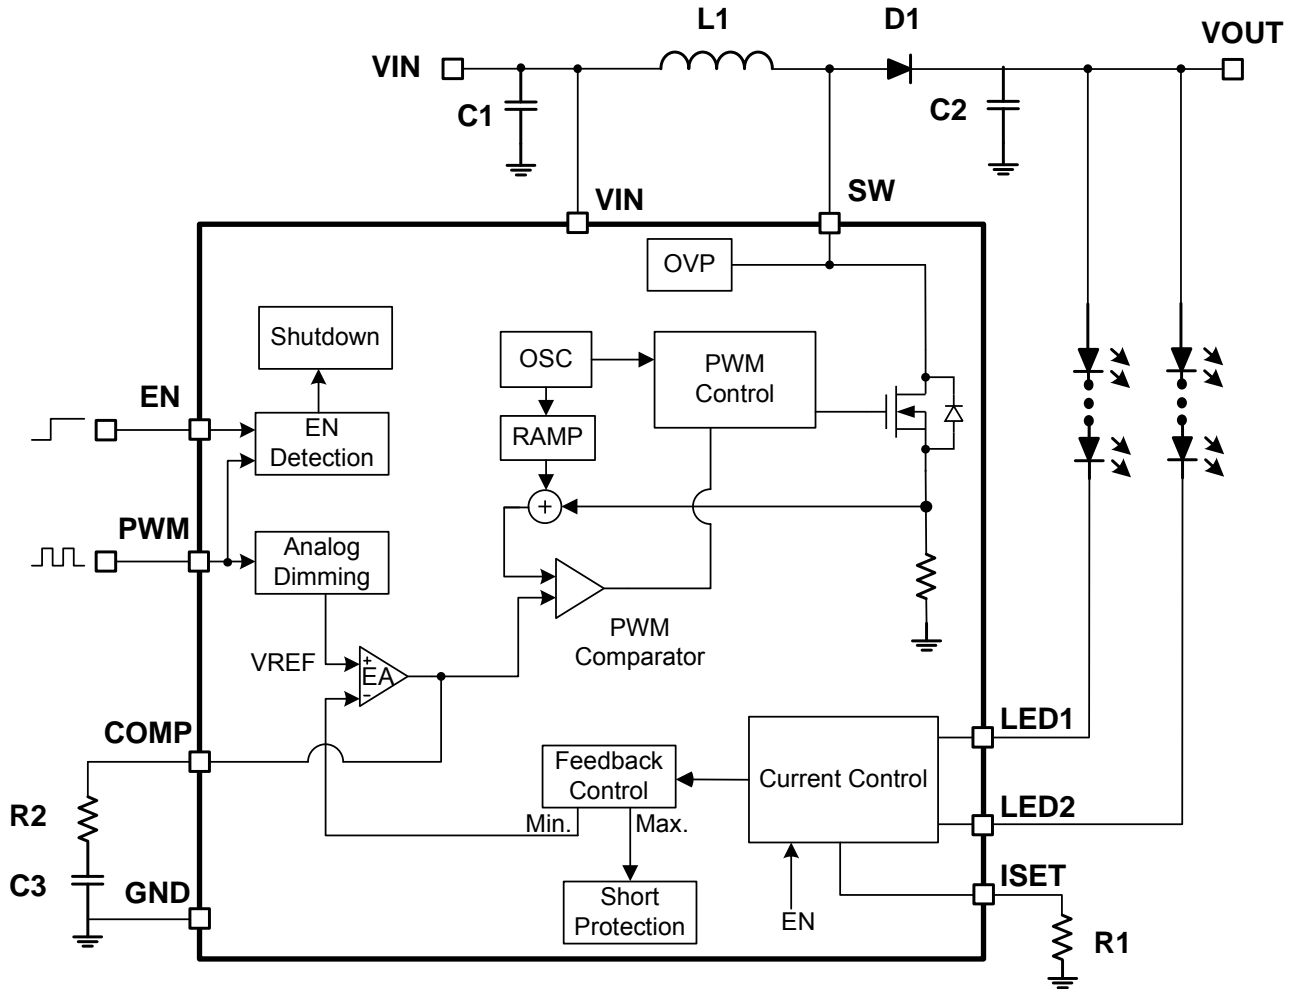 L1
D1
VOUT
VIN
C1
C2
VIN
SW
OVP
Shutdown
OSC
PWM
Control
EN
EN
Detection
RAMP
+
PWM
Analog
Dimming
PWM
Comparator
VREF
+
EA
-
COMP
LED1
Feedback
Control
Current Control
R2
Min.
Max.
LED2
C3
GND
Short
Protection
EN
ISET
R1